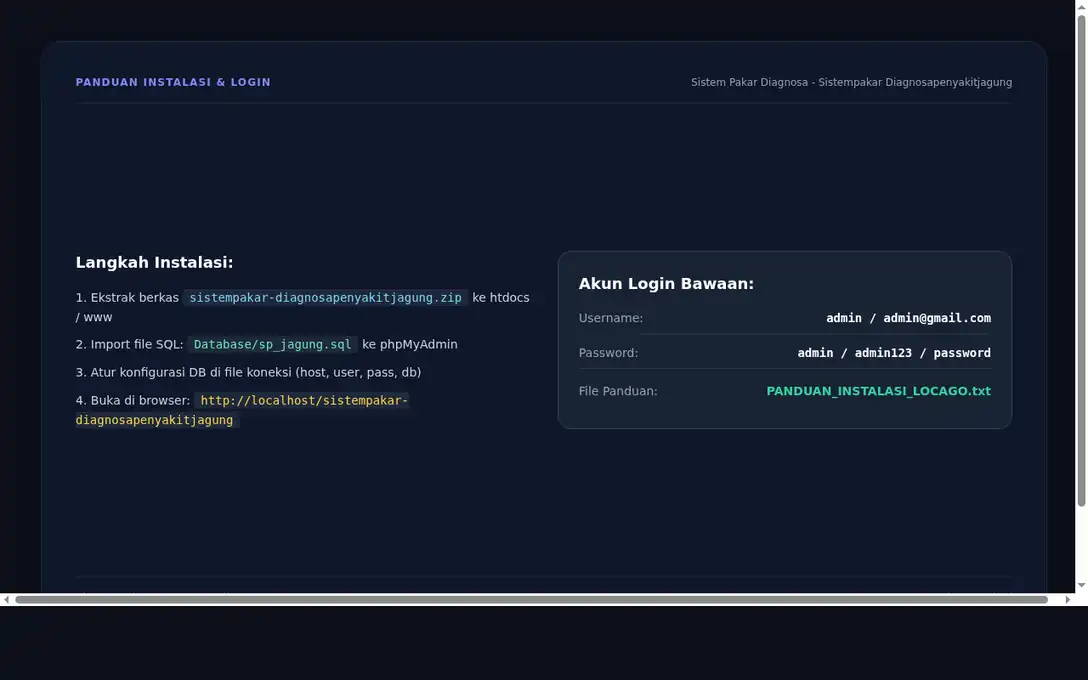 PANDUAN INSTALASI & LOGIN
Sistem Pakar Diagnosa - Sistempakar Diagnosapenyakitjagung
Langkah Instalasi:
1. Ekstrak berkas sistempakar-diagnosapenyakitjagung.zip ke htdocs
/ www
2. Import file SQL: Database/sp_jagung.sql ke phpMyAdmin
3. Atur konfigurasi DB di file koneksi (host, user, pass, db)
4. Buka di browser: http://localhost/sistempakar-
diagnosapenyakitjagung
Akun Login Bawaan:
Username: admin / admin@gmail.com
Password: admin / admin123 / password
File Panduan: PANDUAN_INSTALASI_LOCAGO.txt